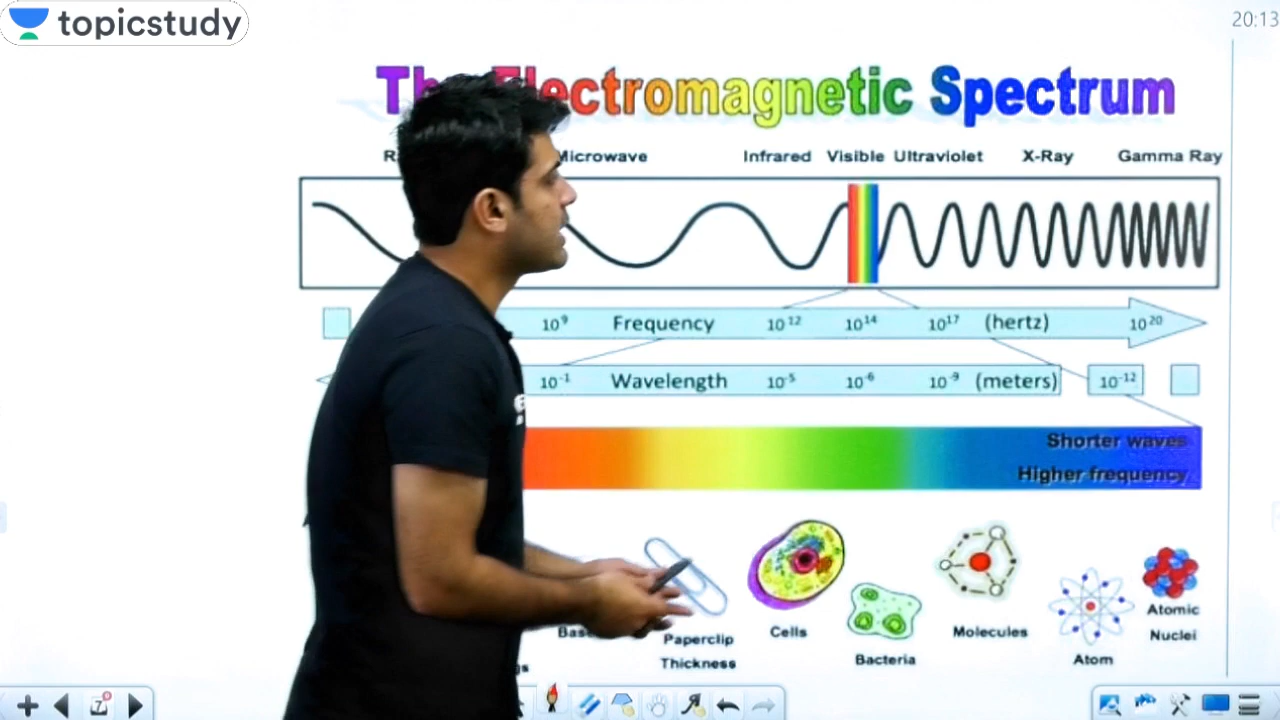 topicstudy
20:13
Electromagnetic Spectrum
Microwave Infrared Visible Ultraviolet X-Ray Gamma Ray
10⁹ Frequency 10¹² 10¹⁴ 10¹⁷ (hertz) 10²⁰
10⁻¹ Wavelength 10⁻⁵ 10⁻⁶ 10⁻⁹ (meters) 10⁻¹²
Shorter waves
Higher frequency
Paperclip
Thickness
Cells
Bacteria
Molecules
Atom
Atomic
Nuclei
7